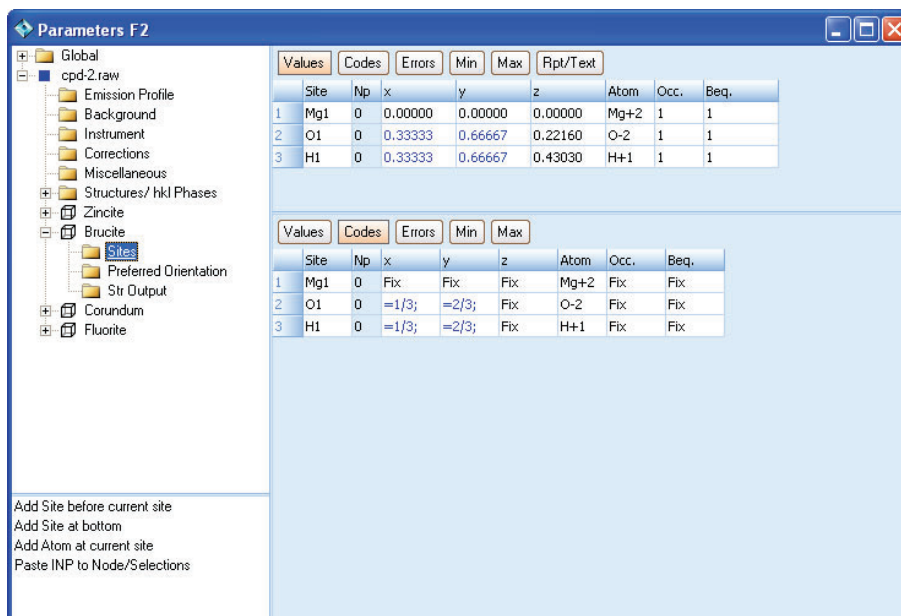 Parameters F2
Global
cpd-2.raw
Emission Profile
Background
Instrument
Corrections
Miscellaneous
Structures/ hkl Phases
Zincite
Brucite
Sites
Preferred Orientation
Str Output
Corundum
Fluorite
Add Site before current site
Add Site at bottom
Add Atom at current site
Paste INP to Node/Selections
Values Codes Errors Min Max Rpt/Text
Site Np x y z Atom Occ. Beq.
1 Mg1 0 0.00000 0.00000 0.00000 Mg+2 1 1
2 O1 0 0.33333 0.66667 0.22160 O-2 1 1
3 H1 0 0.33333 0.66667 0.43030 H+1 1 1
Values Codes Errors Min Max
Site Np x y z Atom Occ. Beq.
1 Mg1 0 Fix Fix Fix Mg+2 Fix Fix
2 O1 0 =1/3; =2/3; Fix O-2 Fix Fix
3 H1 0 =1/3; =2/3; Fix H+1 Fix Fix